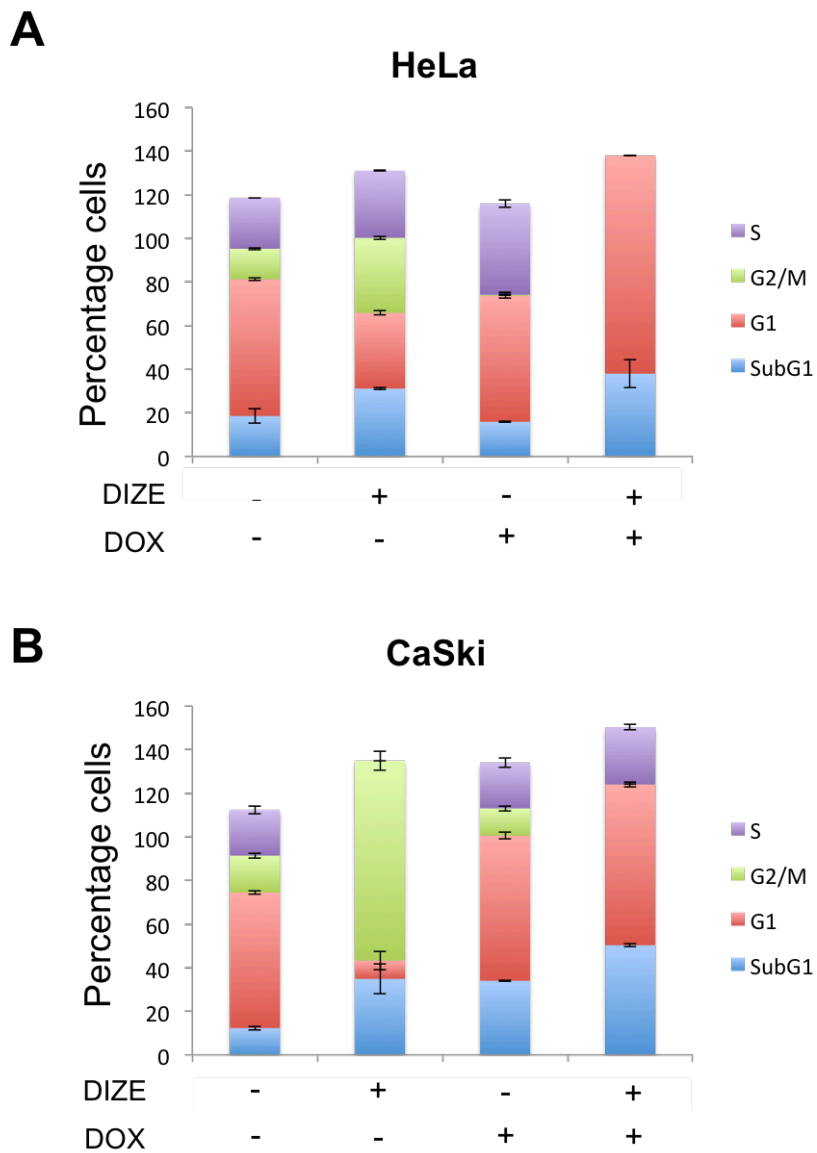 A
HeLa
Percentage cells
160
140
120
100
80
60
40
20
0
S
G2/M
G1
SubG1
DIZE - + - +
DOX - - + +
B
CaSki
Percentage cells
160
140
120
100
80
60
40
20
0
S
G2/M
G1
SubG1
DIZE - + - +
DOX - - + +